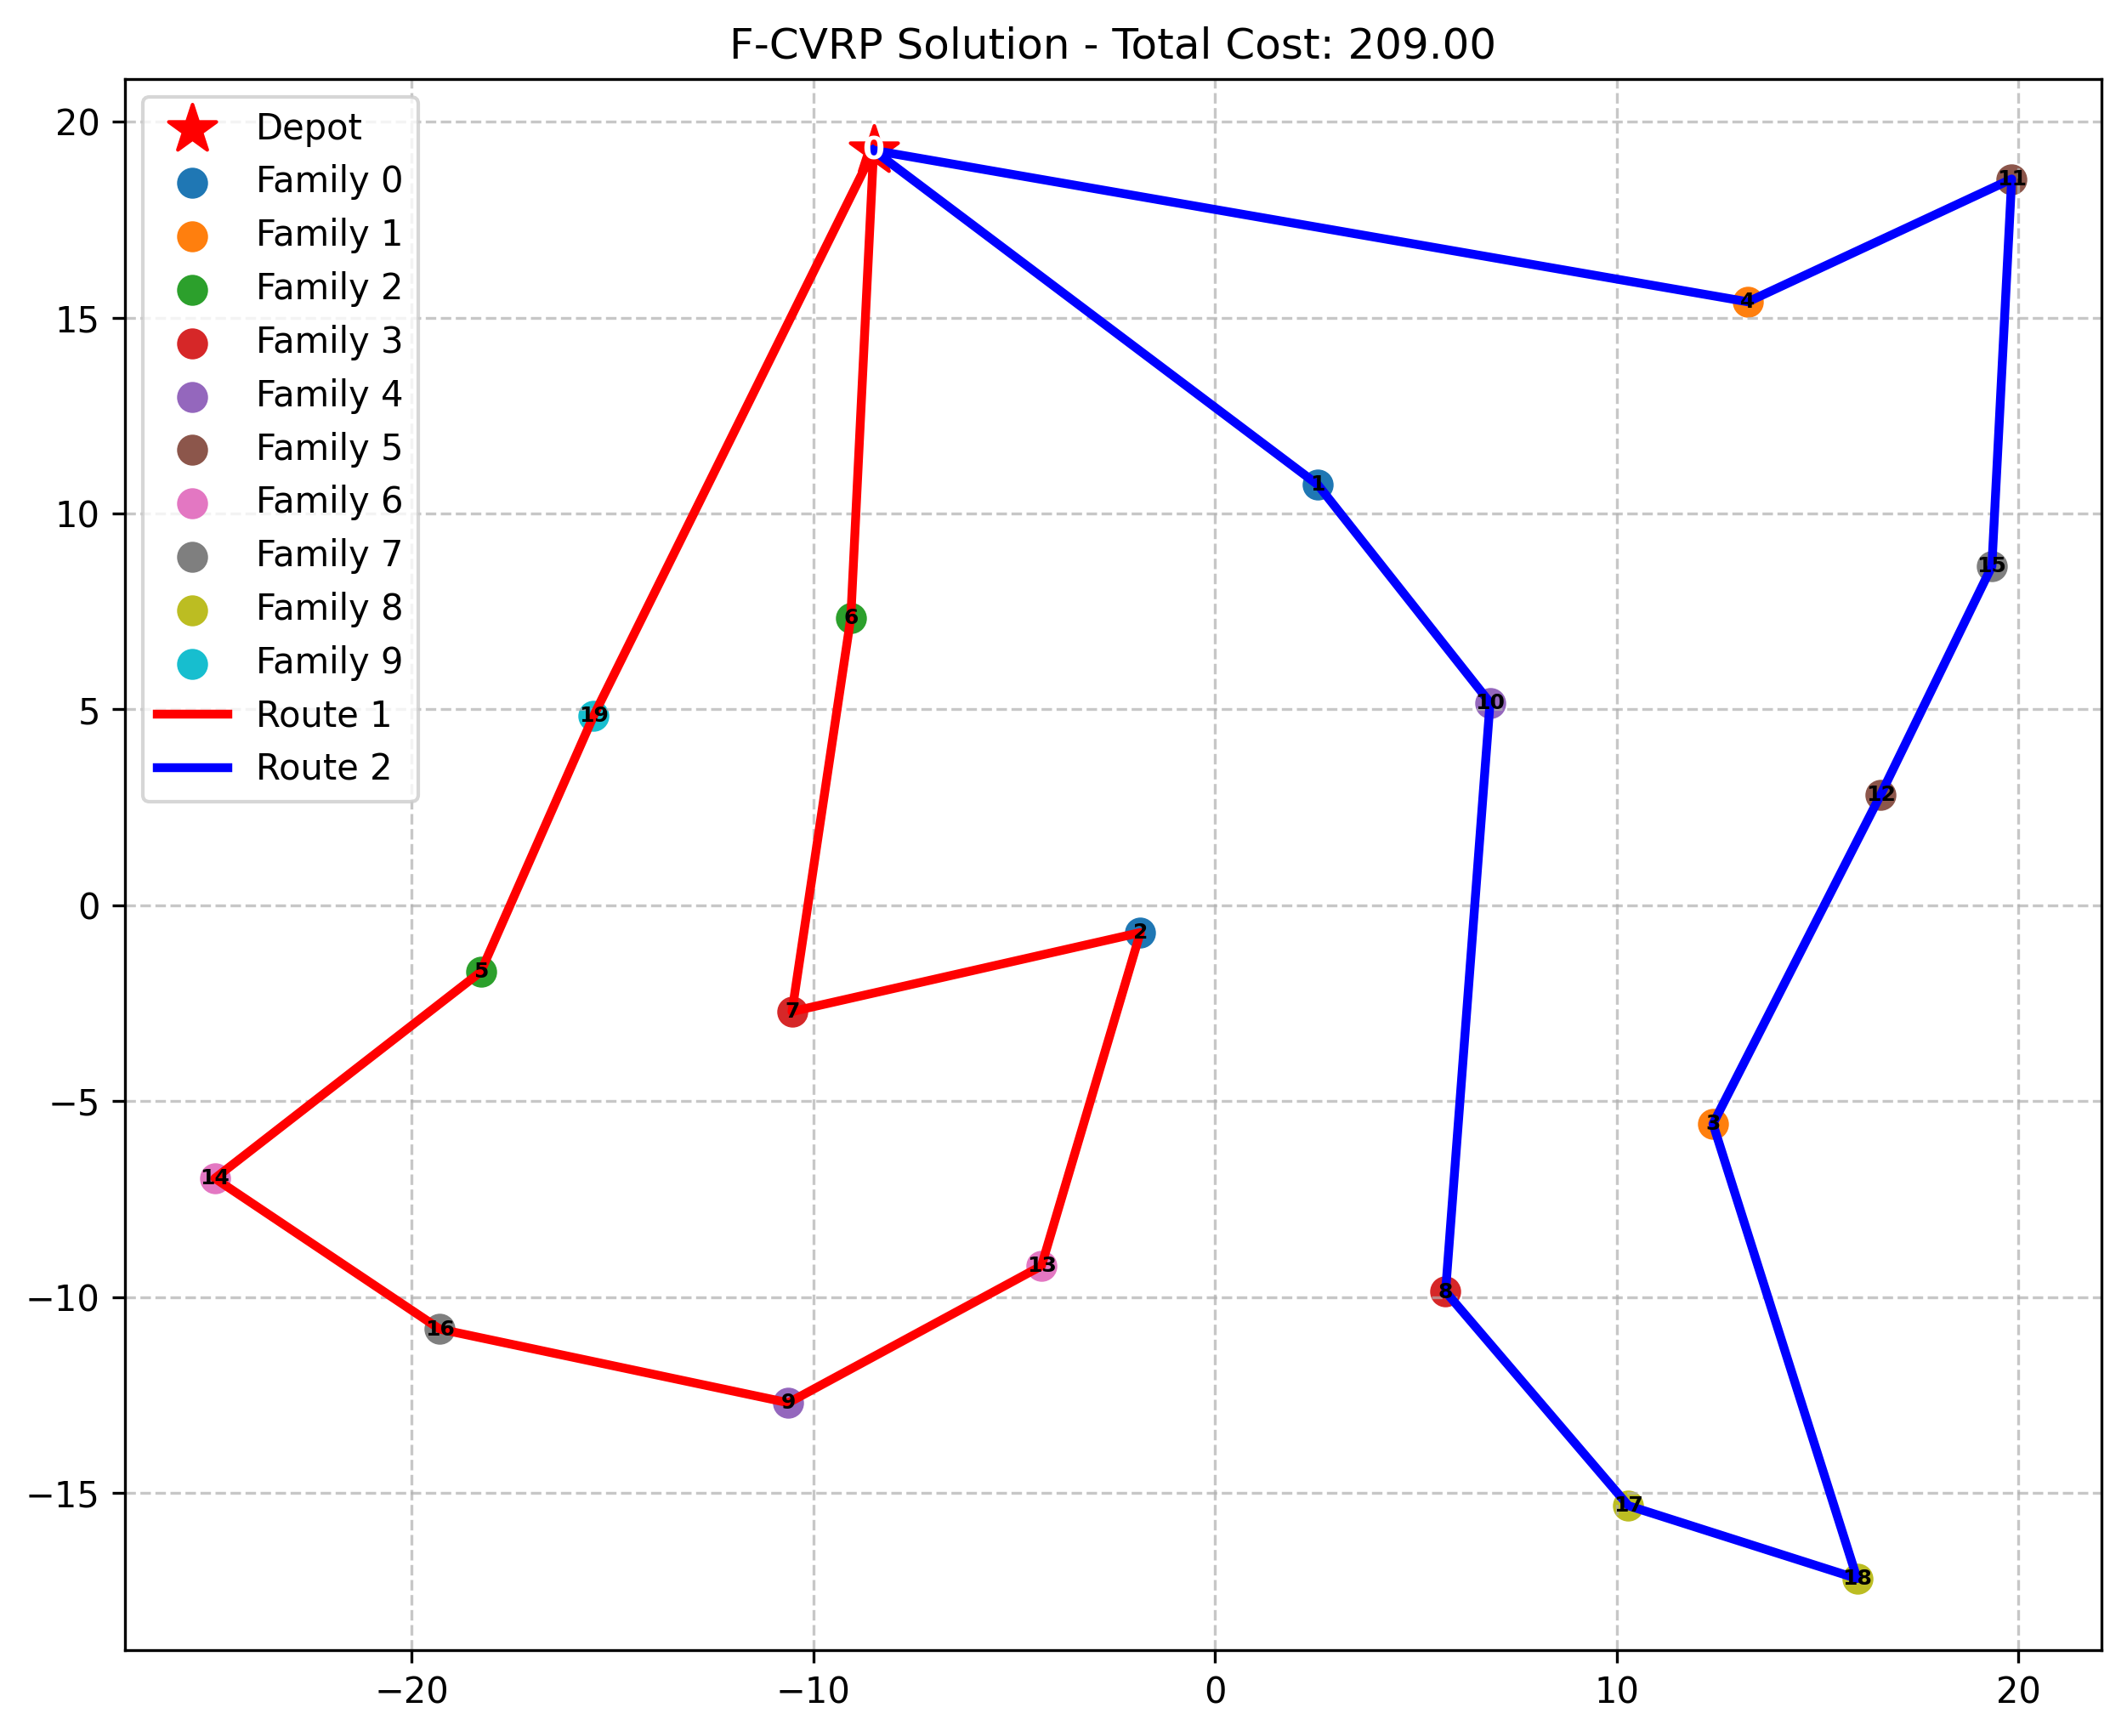 F-CVRP Solution - Total Cost: 209.00
Depot
Family 0
Family 1
Family 2
Family 3
Family 4
Family 5
Family 6
Family 7
Family 8
Family 9
Route 1
Route 2
20
15
10
5
0
−5
−10
−15
0
11
4
1
15
6
10
19
12
2
5
7
3
14
13
8
16
9
17
18
−20
−10
0
10
20